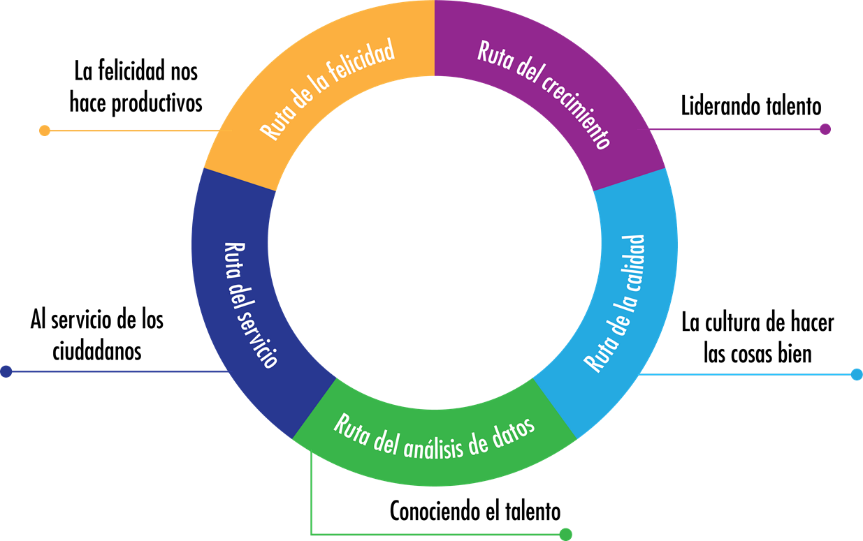 La felicidad nos
hace productivos
Ruta de la felicidad
Ruta del crecimiento
Liderando talento
Ruta del servicio
Ruta de la calidad
Al servicio de los
ciudadanos
La cultura de hacer
las cosas bien
Ruta del análisis de datos
Conociendo el talento